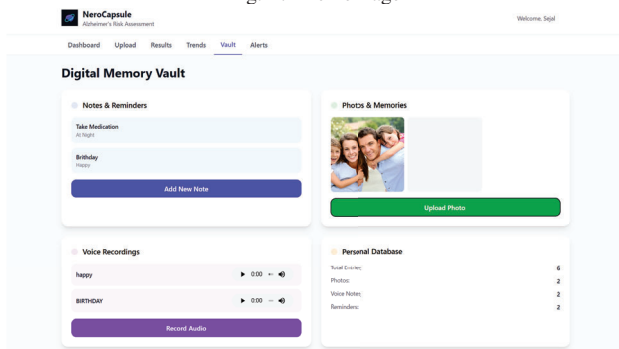 NeroCapsule
Alzheimer's Risk Assessment
Welcome, Sejal
Dashboard Upload Results Trends Vault Alerts
Digital Memory Vault
Notes & Reminders
Take Medication
At Night
Brithday
Happy
Add New Note
Photos & Memories
Upload Photo
Voice Recordings
happy 0:00
BIRTHDAY 0:00
Record Audio
Personal Database
6
Photos: 2
Voice Notes: 2
Reminders: 2